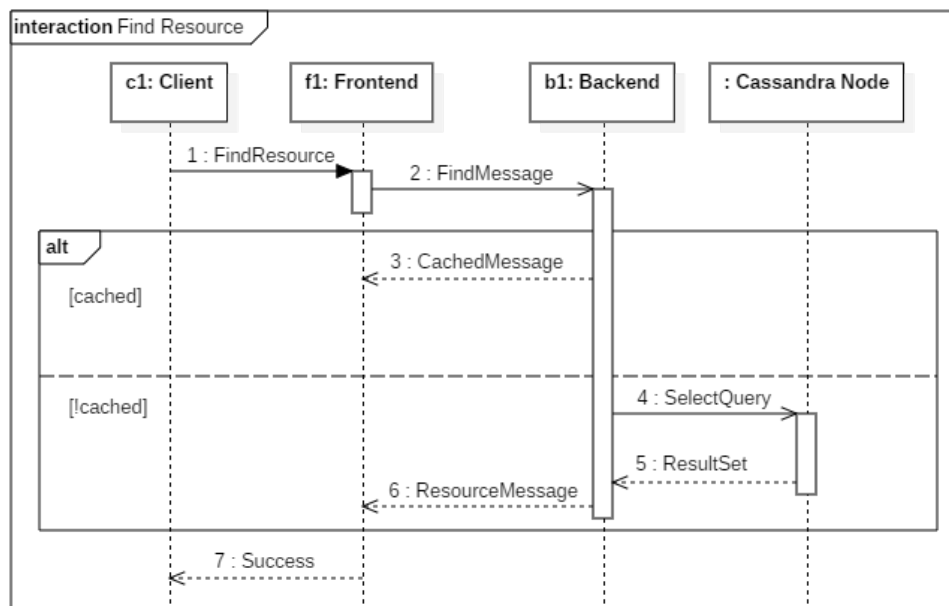 interaction Find Resource
c1: Client
f1: Frontend
b1: Backend
: Cassandra Node
1 : FindResource
2 : FindMessage
alt
3 : CachedMessage
[cached]
[!cached]
4 : SelectQuery
5 : ResultSet
6 : ResourceMessage
7 : Success